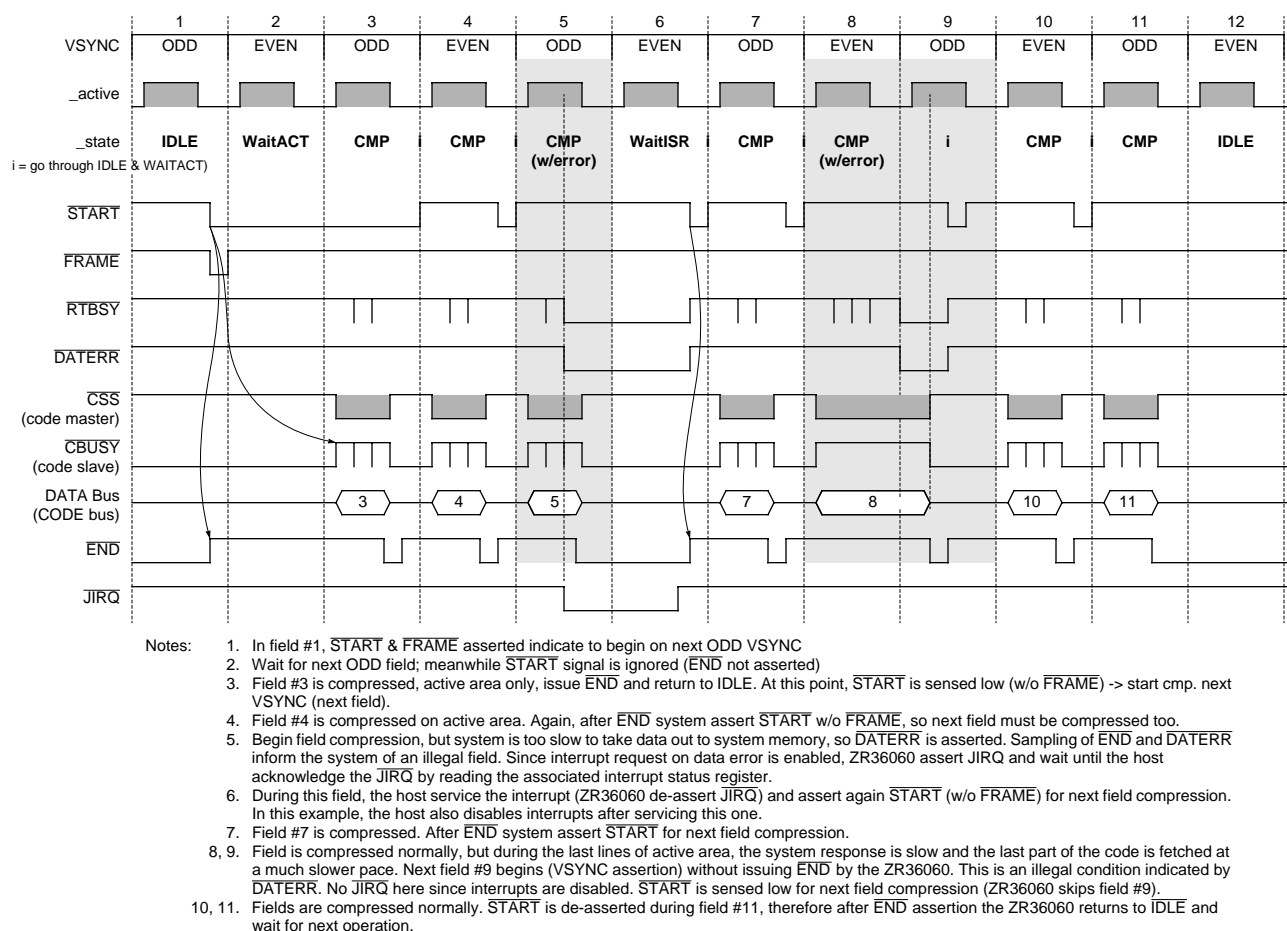 1 2 3 4 5 6 7 8 9 10 11 12
VSYNC ODD EVEN ODD EVEN ODD EVEN ODD EVEN ODD EVEN ODD EVEN
_active
_state IDLE WaitACT CMP i CMP i CMP (w/error) WaitISR i CMP i CMP (w/error) i CMP i CMP IDLE
i = go through IDLE & WAITACT)
START
FRAME
RTBSY
DATERR
CSS
(code master)
CBUSY
(code slave)
DATA Bus 3 4 5 7 8 10 11
(CODE bus)
END
JIRQ
Notes: 1. In field #1, START & FRAME asserted indicate to begin on next ODD VSYNC
2. Wait for next ODD field; meanwhile START signal is ignored (END not asserted)
3. Field #3 is compressed, active area only, issue END and return to IDLE. At this point, START is sensed low (w/o FRAME) -> start cmp. next
VSYNC (next field).
4. Field #4 is compressed on active area. Again, after END system assert START w/o FRAME, so next field must be compressed too.
5. Begin field compression, but system is too slow to take data out to system memory, so DATERR is asserted. Sampling of END and DATERR
inform the system of an illegal field. Since interrupt request on data error is enabled, ZR36060 assert JIRQ and wait until the host
acknowledge the JIRQ by reading the associated interrupt status register.
6. During this field, the host service the interrupt (ZR36060 de-assert JIRQ) and assert again START (w/o FRAME) for next field compression.
In this example, the host also disables interrupts after servicing this one.
7. Field #7 is compressed. After END system assert START for next field compression.
8, 9. Field is compressed normally, but during the last lines of active area, the system response is slow and the last part of the code is fetched at
a much slower pace. Next field #9 begins (VSYNC assertion) without issuing END by the ZR36060. This is an illegal condition indicated by
DATERR. No JIRQ here since interrupts are disabled. START is sensed low for next field compression (ZR36060 skips field #9).
10, 11. Fields are compressed normally. START is de-asserted during field #11, therefore after END assertion the ZR36060 returns to IDLE and
wait for next operation.